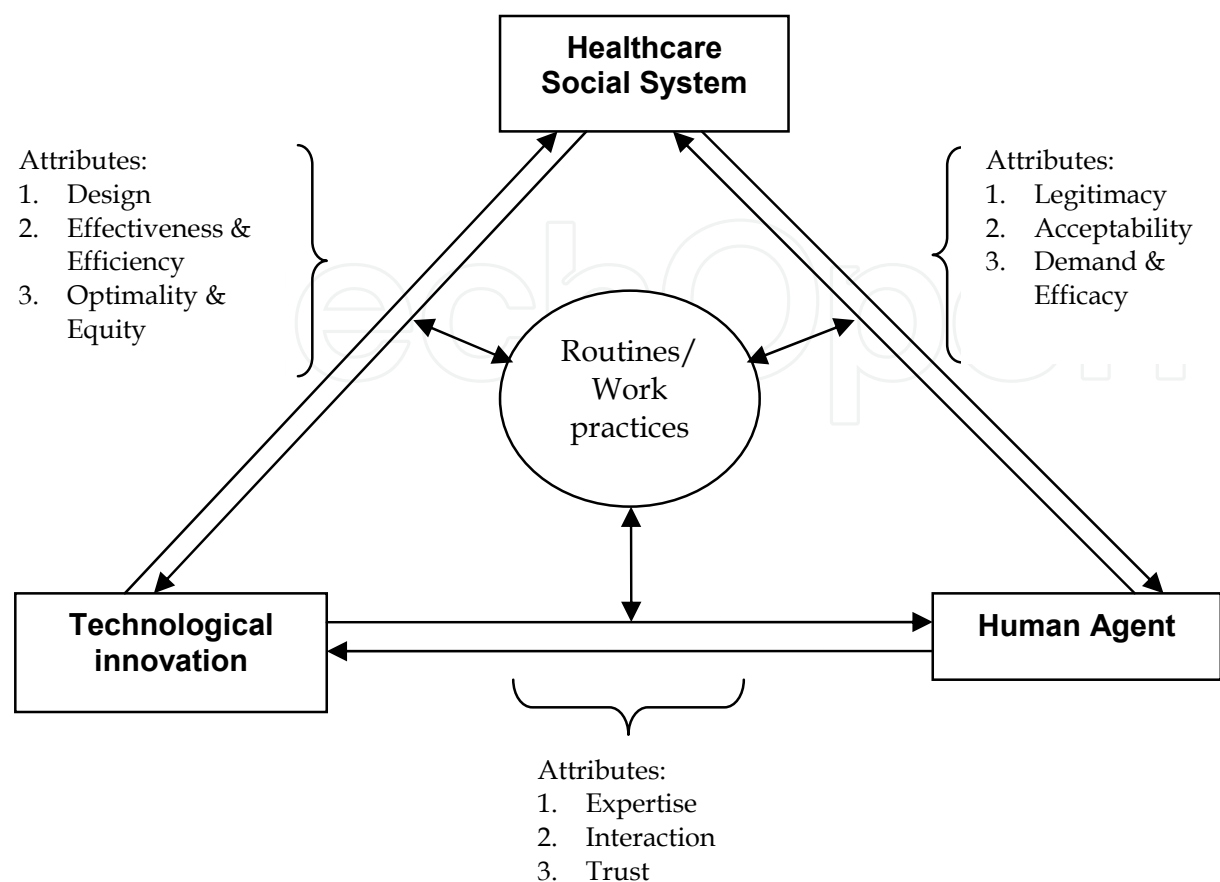 Healthcare
Social System
Attributes:
1. Design
2. Effectiveness &
Efficiency
3. Optimality &
Equity
Attributes:
1. Legitimacy
2. Acceptability
3. Demand &
Efficacy
Routines/
Work
practices
Technological
innovation
Human Agent
Attributes:
1. Expertise
2. Interaction
3. Trust